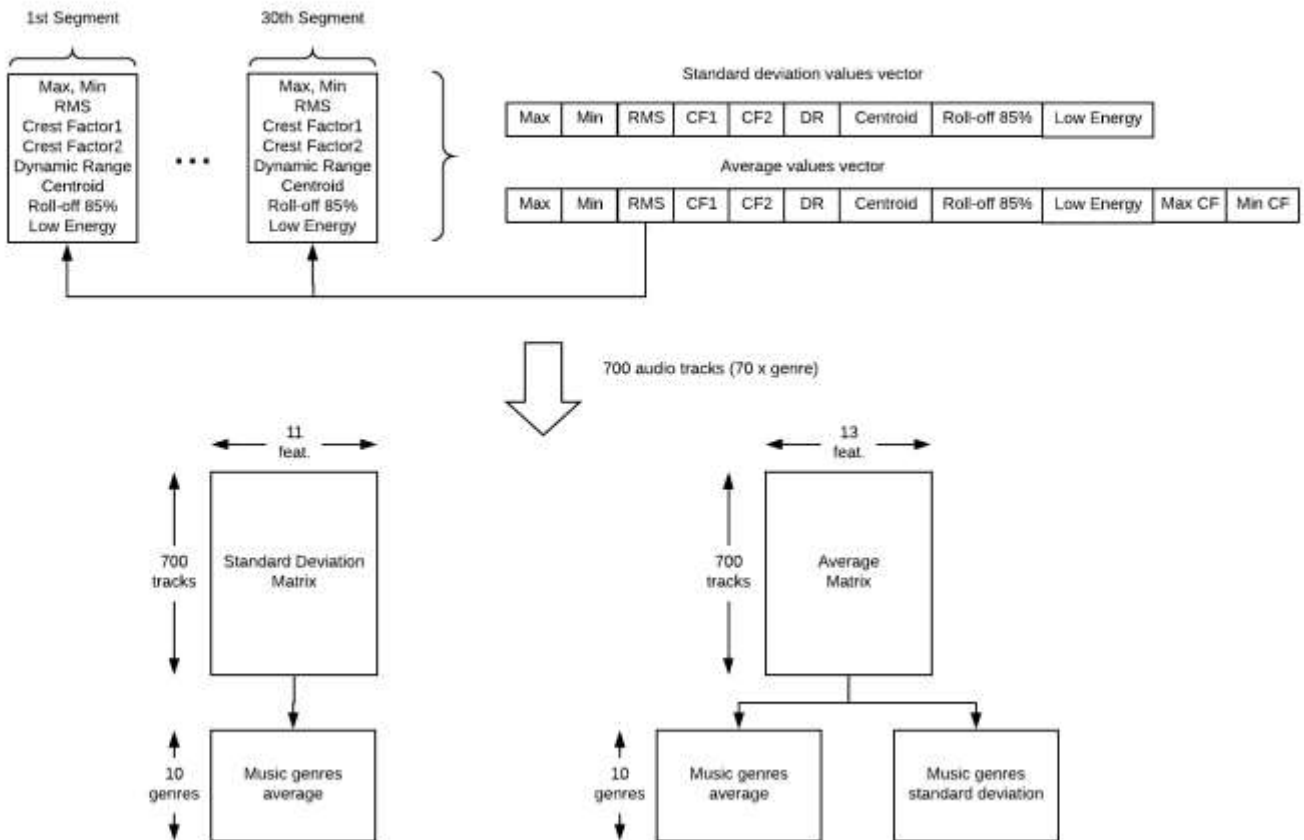 1st Segment
30th Segment
Max, Min
RMS
Crest Factor1
Crest Factor2
Dynamic Range
Centroid
Roll-off 85%
Low Energy
...
Max, Min
RMS
Crest Factor1
Crest Factor2
Dynamic Range
Centroid
Roll-off 85%
Low Energy
Standard deviation values vector
Max Min RMS CF1 CF2 DR Centroid Roll-off 85% Low Energy
Average values vector
Max Min RMS CF1 CF2 DR Centroid Roll-off 85% Low Energy Max CF Min CF
700 audio tracks (70 x genre)
11
feat.
700
tracks
Standard Deviation
Matrix
10
genres
Music genres
average
13
feat.
700
tracks
Average
Matrix
10
genres
Music genres
average
Music genres
standard deviation